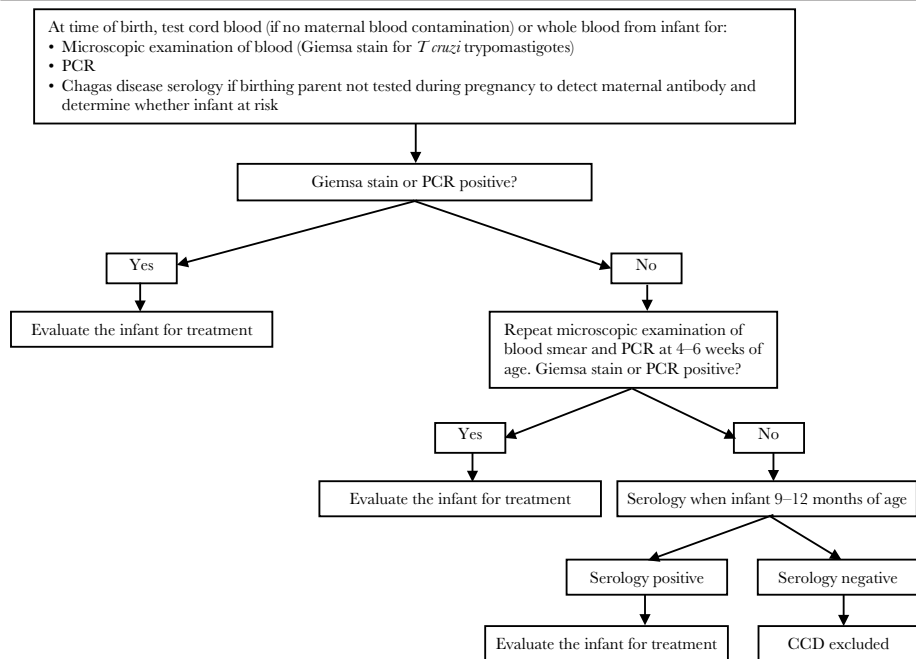 At time of birth, test cord blood (if no maternal blood contamination) or whole blood from infant for:
• Microscopic examination of blood (Giemsa stain for T cruzi trypomastigotes)
• PCR
• Chagas disease serology if birthing parent not tested during pregnancy to detect maternal antibody and
determine whether infant at risk
Giemsa stain or PCR positive?
Yes
No
Evaluate the infant for treatment
Repeat microscopic examination of
blood smear and PCR at 4–6 weeks of
age. Giemsa stain or PCR positive?
Yes
No
Evaluate the infant for treatment
Serology when infant 9–12 months of age
Serology positive
Serology negative
Evaluate the infant for treatment
CCD excluded